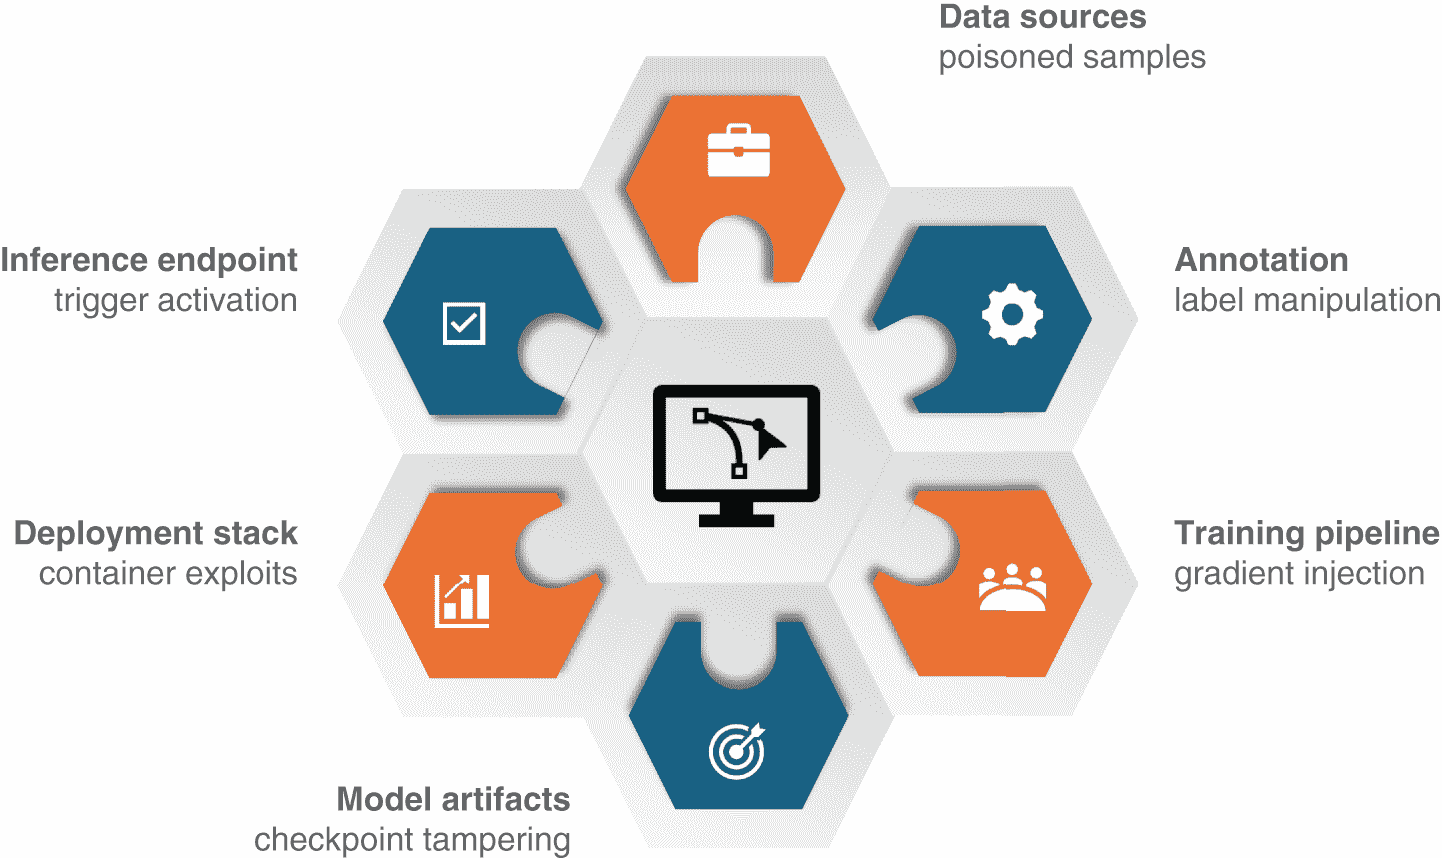 Data sources
poisoned samples
Annotation
label manipulation
Training pipeline
gradient injection
Model artifacts
checkpoint tampering
Deployment stack
container exploits
Inference endpoint
trigger activation